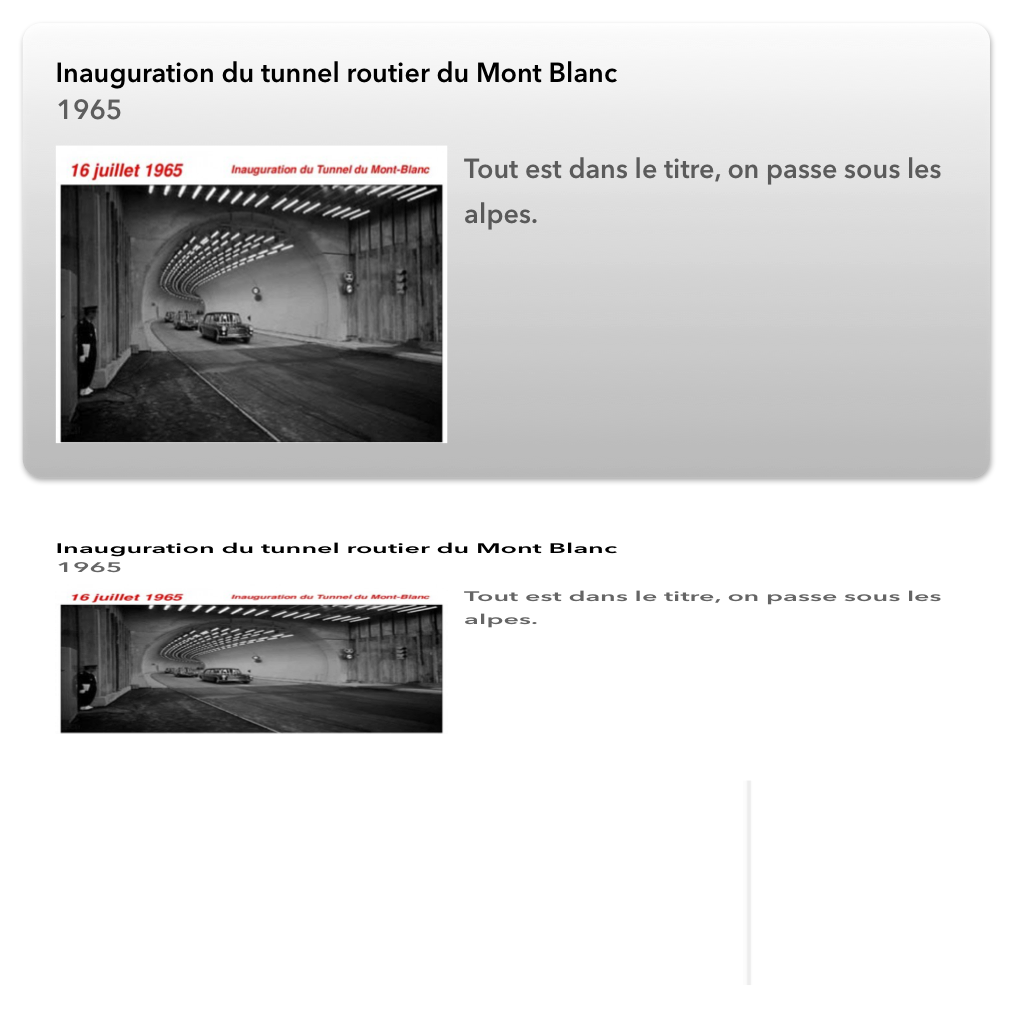 Inauguration du tunnel routier du Mont Blanc
1965
16 juillet 1965 Inauguration du Tunnel du Mont-Blanc
Tout est dans le titre, on passe sous les
alpes.
Inauguration du tunnel routier du Mont Blanc
1965
16 juillet 1965 Inauguration du Tunnel du Mont-Blanc
Tout est dans le titre, on passe sous les
alpes.